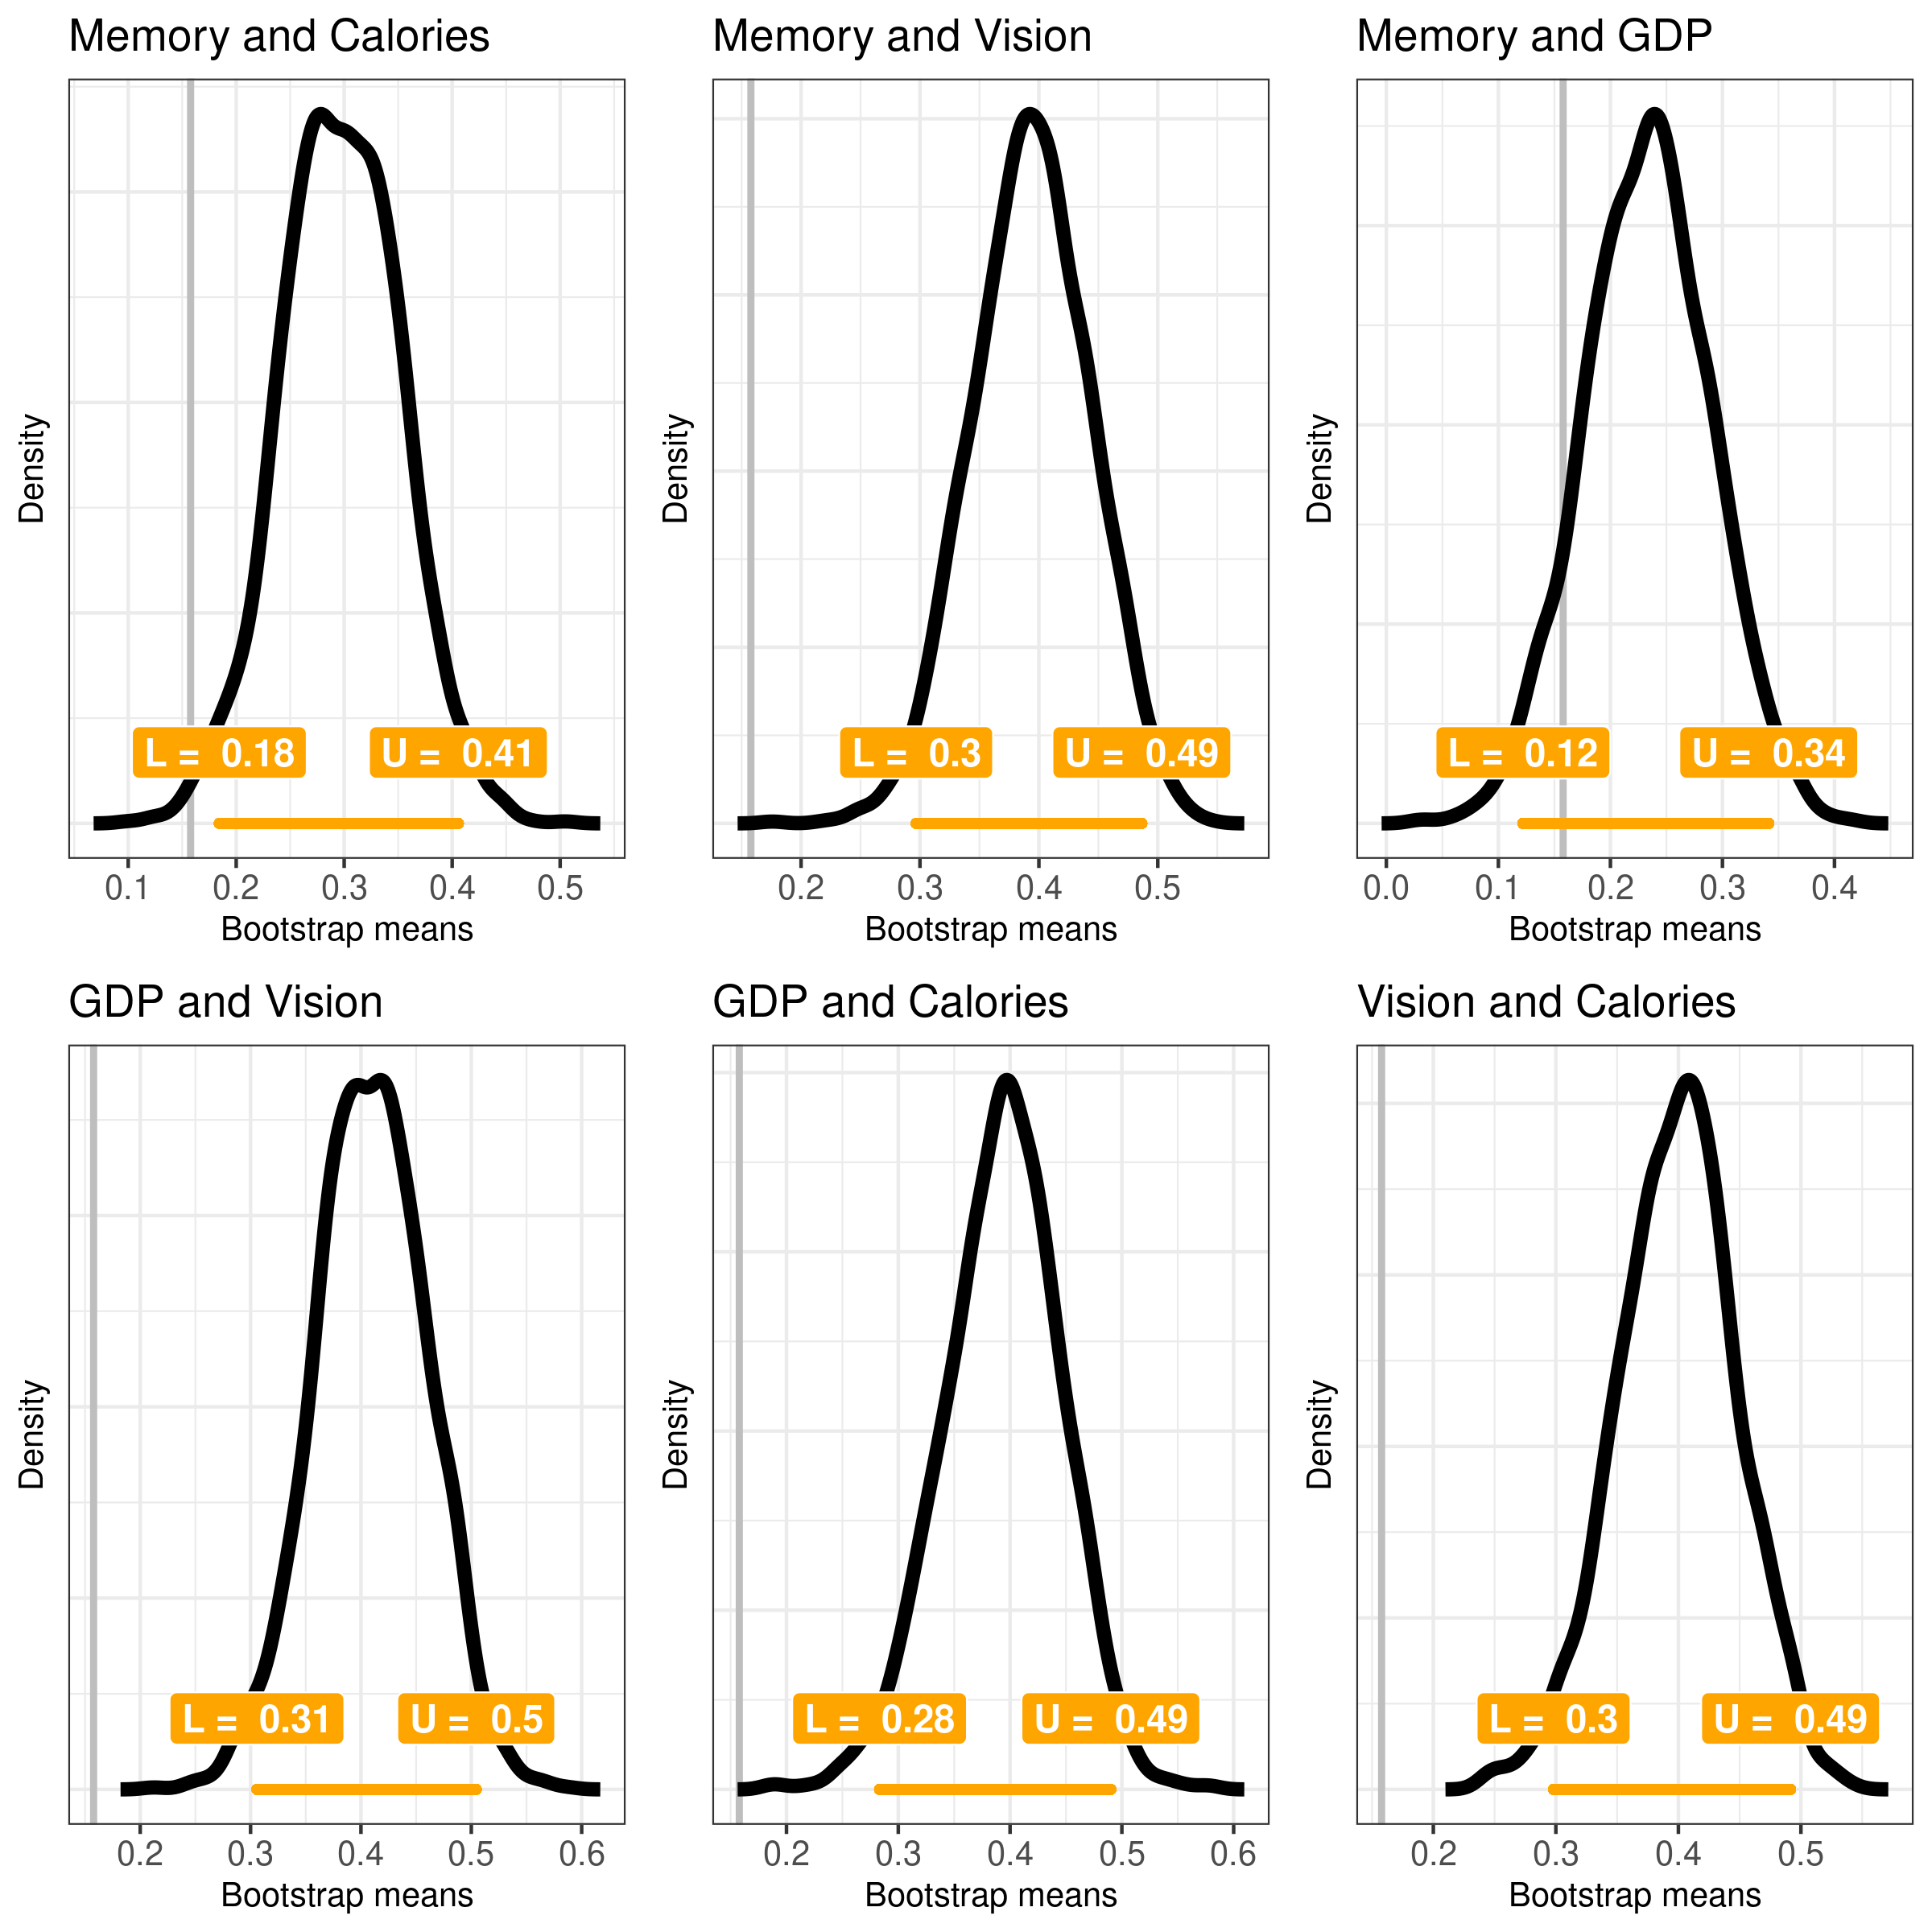 Memory and Calories
Density
L = 0.18
U = 0.41
0.1 0.2 0.3 0.4 0.5
Bootstrap means
Memory and Vision
Density
L = 0.3
U = 0.49
0.2 0.3 0.4 0.5
Bootstrap means
Memory and GDP
Density
L = 0.12
U = 0.34
0.0 0.1 0.2 0.3 0.4
Bootstrap means
GDP and Vision
Density
L = 0.31
U = 0.5
0.2 0.3 0.4 0.5 0.6
Bootstrap means
GDP and Calories
Density
L = 0.28
U = 0.49
0.2 0.3 0.4 0.5 0.6
Bootstrap means
Vision and Calories
Density
L = 0.3
U = 0.49
0.2 0.3 0.4 0.5
Bootstrap means